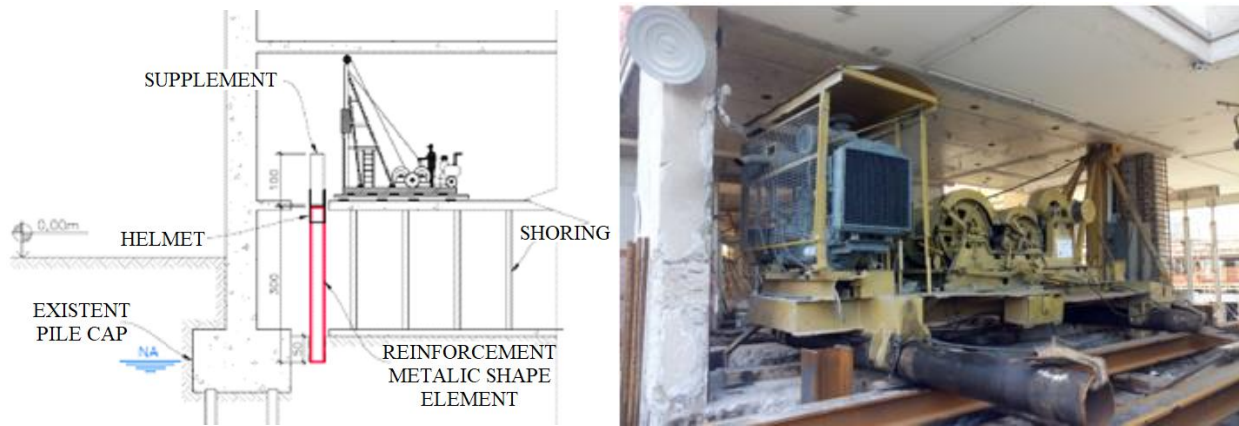 SUPPLEMENT
100
0,00m
HELMET
SHORING
300
EXISTENT
PILE CAP
50
NA
REINFORCEMENT
METALIC SHAPE
ELEMENT